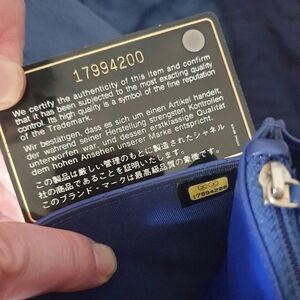 17994200
We certify the authenticity of this item and confirm
that it has been subjected to the most exacting quality
control. Its high quality is a symbol of the fine reputation
of the Trademark.
Wir bestätigen, dass es sich um einen Artikel handelt,
der während seiner Herstellung strengsten Kontrollen
unterworfen war, und dessen erstklassige Qualität
dem hohen Ansehen unserer Marke entspricht.
この製品は厳しい管理のもとに製造されたシャネル
社の商品であることを証明いたします。
このブランド・マークは最高級品質の象徴です。
17994200